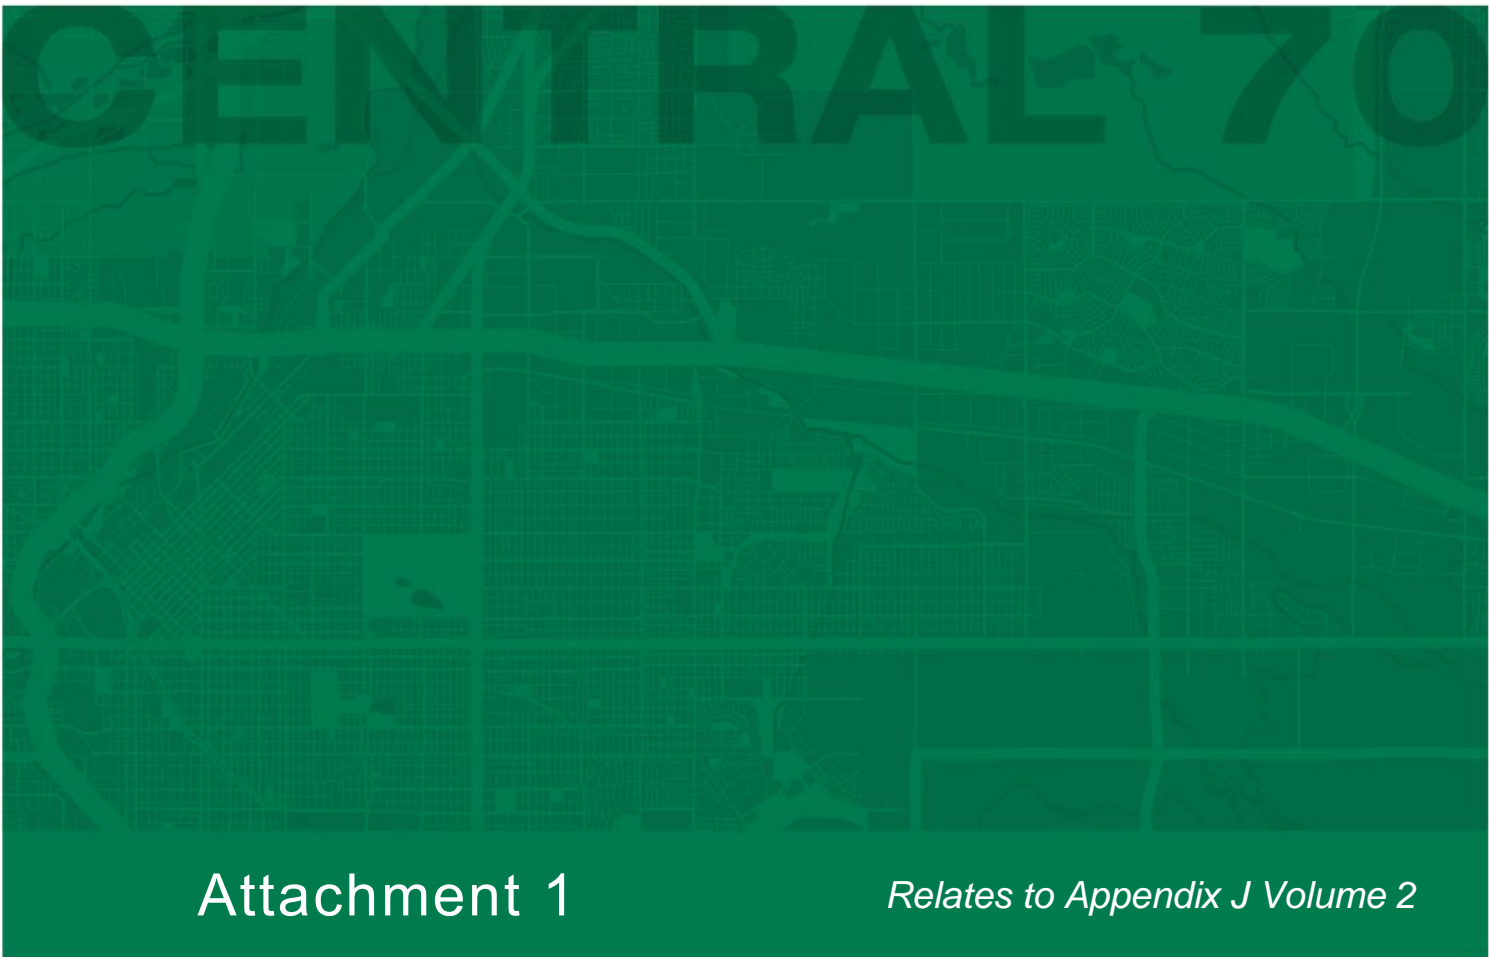 CENTRAL 70
Attachment 1
Relates to Appendix J Volume 2